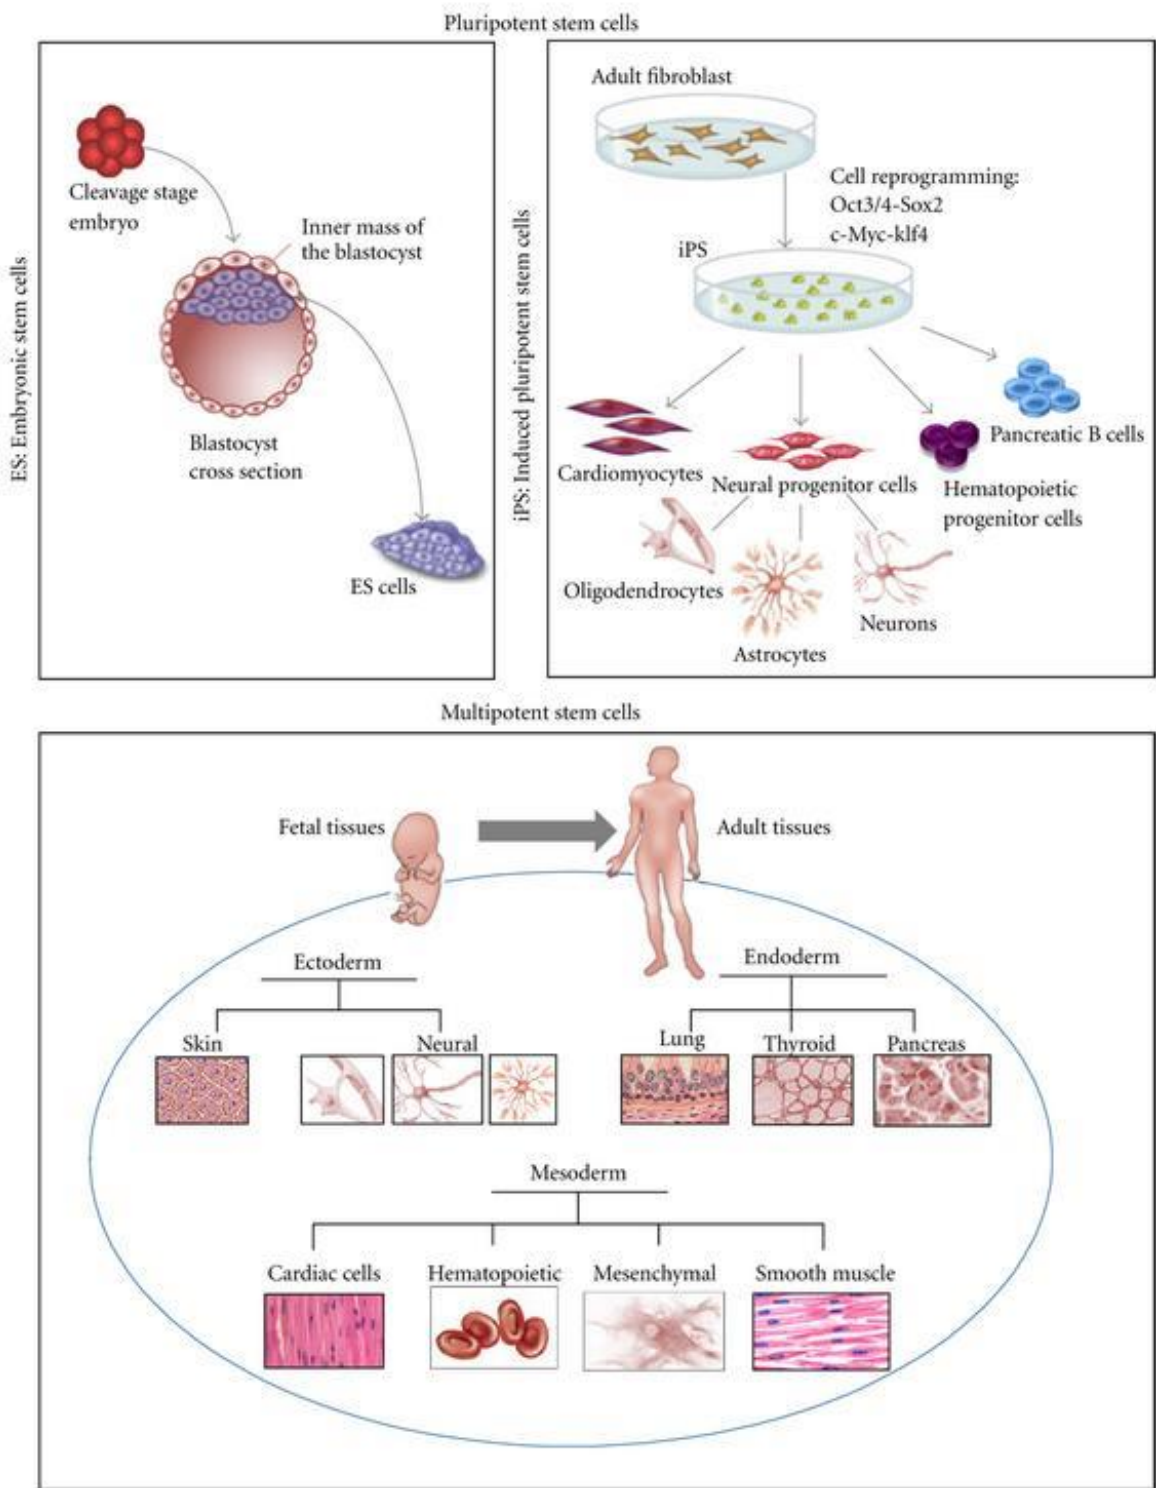 Pluripotent stem cells
ES: Embryonic stem cells
Cleavage stage
embryo
Inner mass of
the blastocyst
Blastocyst
cross section
ES cells
iPS: Induced pluripotent stem cells
Adult fibroblast
Cell reprogramming:
Oct3/4-Sox2
c-Myc-klf4
iPS
Cardiomyocytes
Neural progenitor cells
Hematopoietic
progenitor cells
Pancreatic B cells
Oligodendrocytes
Astrocytes
Neurons
Multipotent stem cells
Fetal tissues
Adult tissues
Ectoderm
Skin
Neural
Endoderm
Lung
Thyroid
Pancreas
Mesoderm
Cardiac cells
Hematopoietic
Mesenchymal
Smooth muscle